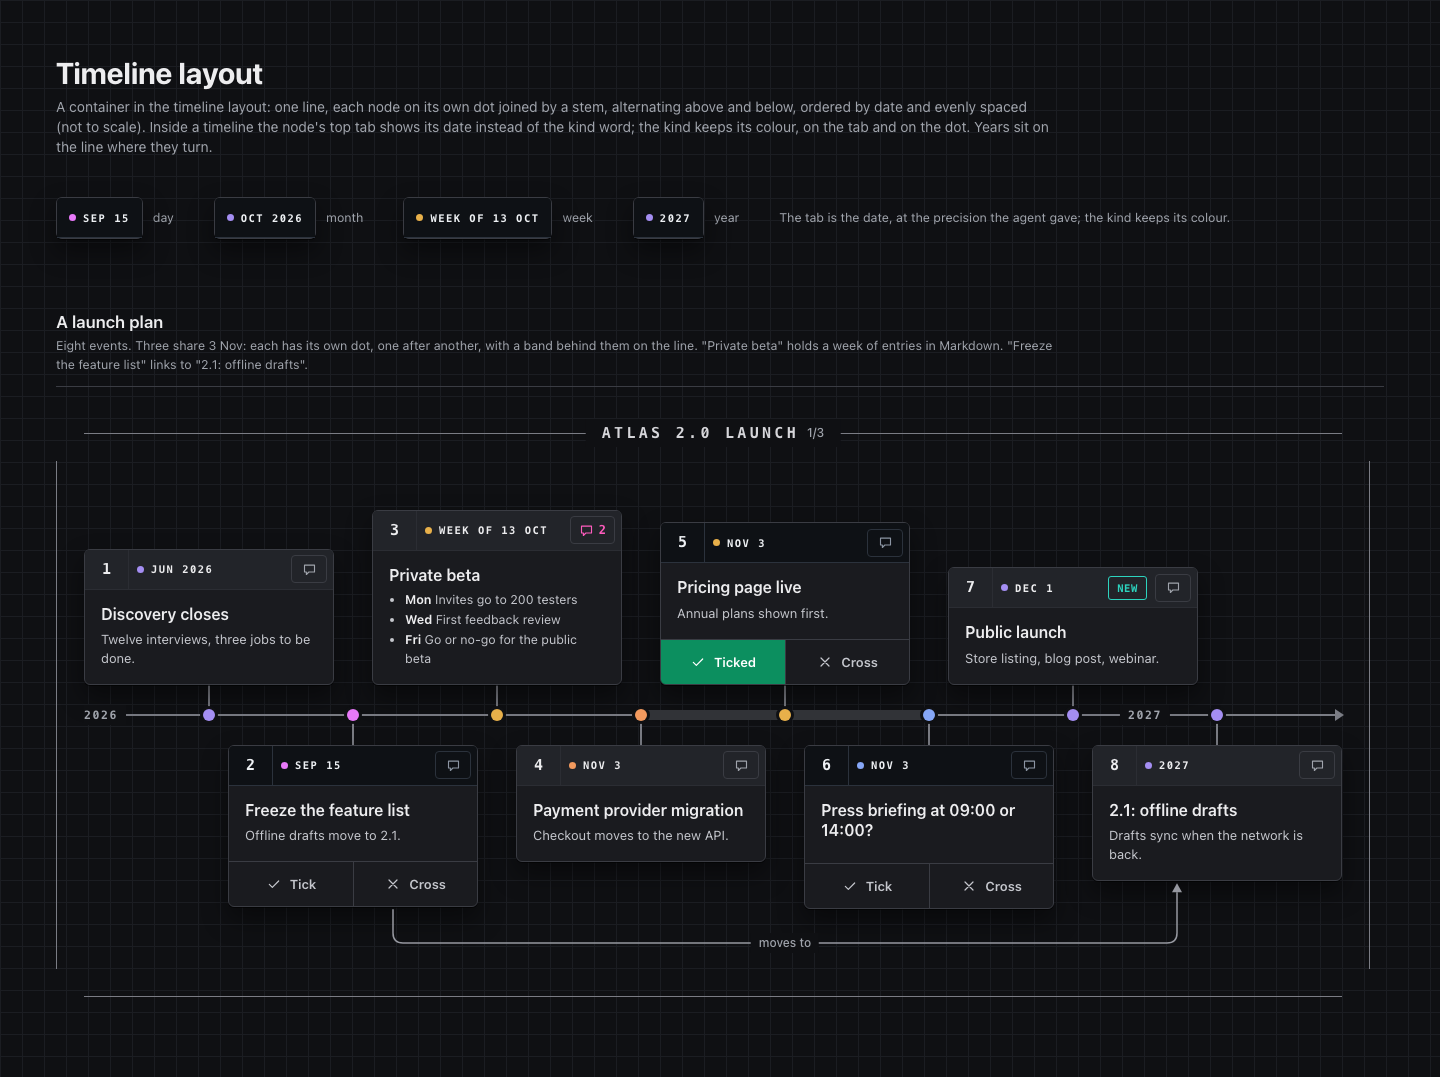 Timeline layout
A container in the timeline layout: one line, each node on its own dot joined by a stem, alternating above and below, ordered by date and evenly spaced
(not to scale). Inside a timeline the node's top tab shows its date instead of the kind word; the kind keeps its colour, on the tab and on the dot. Years sit on
the line where they turn.
SEP 15 day
OCT 2026 month
WEEK OF 13 OCT week
2027 year
The tab is the date, at the precision the agent gave; the kind keeps its colour.
A launch plan
Eight events. Three share 3 Nov: each has its own dot, one after another, with a band behind them on the line. "Private beta" holds a week of entries in Markdown. "Freeze
the feature list" links to "2.1: offline drafts".
ATLAS 2.0 LAUNCH 1/3
1 JUN 2026
Discovery closes
Twelve interviews, three jobs to be
done.
3 WEEK OF 13 OCT 2
Private beta
• Mon Invites go to 200 testers
• Wed First feedback review
• Fri Go or no-go for the public
beta
5 NOV 3
Pricing page live
Annual plans shown first.
Ticked Cross
7 DEC 1 NEW
Public launch
Store listing, blog post, webinar.
2026 2027
2 SEP 15
Freeze the feature list
Offline drafts move to 2.1.
Tick Cross
4 NOV 3
Payment provider migration
Checkout moves to the new API.
6 NOV 3
Press briefing at 09:00 or
14:00?
Tick Cross
8 2027
2.1: offline drafts
Drafts sync when the network is
back.
moves to